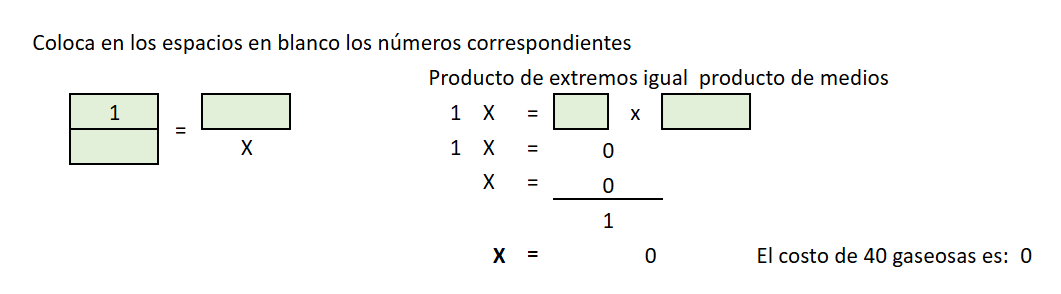 Coloca en los espacios en blanco los números correspondientes
Producto de extremos igual producto de medios
1
=
X
1 X = x
1 X = 0
X = 0
1
X = 0
El costo de 40 gaseosas es: 0